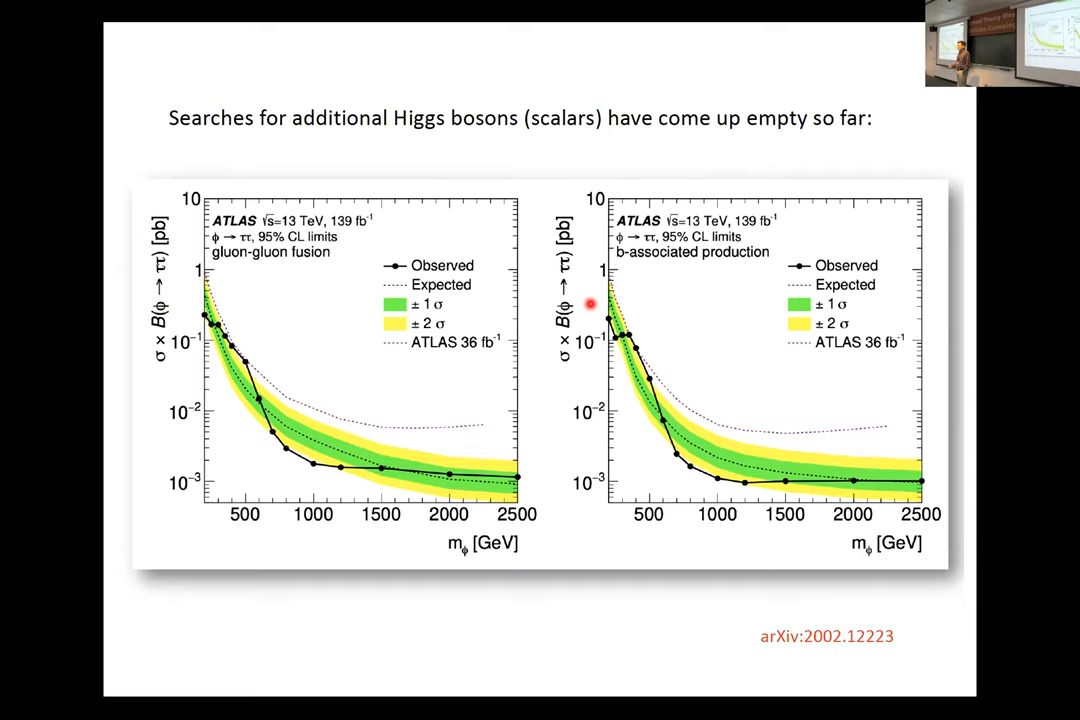 Searches for additional Higgs bosons (scalars) have come up empty so far:
10
1
10⁻¹
10⁻²
10⁻³
σ × B(ϕ → ττ) [pb]
ATLAS √s=13 TeV, 139 fb⁻¹
ϕ → ττ, 95% CL limits
gluon-gluon fusion
Observed
Expected
± 1 σ
± 2 σ
ATLAS 36 fb⁻¹
500 1000 1500 2000 2500
mϕ [GeV]
10
1
10⁻¹
10⁻²
10⁻³
σ × B(ϕ → ττ) [pb]
ATLAS √s=13 TeV, 139 fb⁻¹
ϕ → ττ, 95% CL limits
b-associated production
Observed
Expected
± 1 σ
± 2 σ
ATLAS 36 fb⁻¹
500 1000 1500 2000 2500
mϕ [GeV]
arXiv:2002.12223